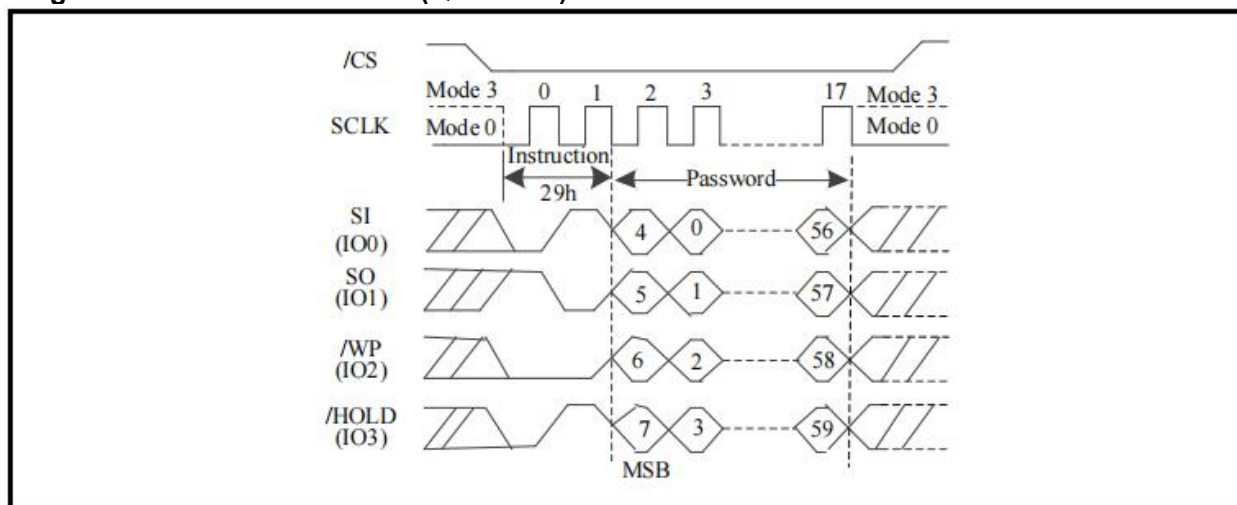 /CS
Mode 3 0 1 2 3 17 Mode 3
SCLK Mode 0 Mode 0
Instruction
29h Password
SI
(IO0) 4 0 56
SO
(IO1) 5 1 57
/WP
(IO2) 6 2 58
/HOLD
(IO3) 7 3 59
MSB